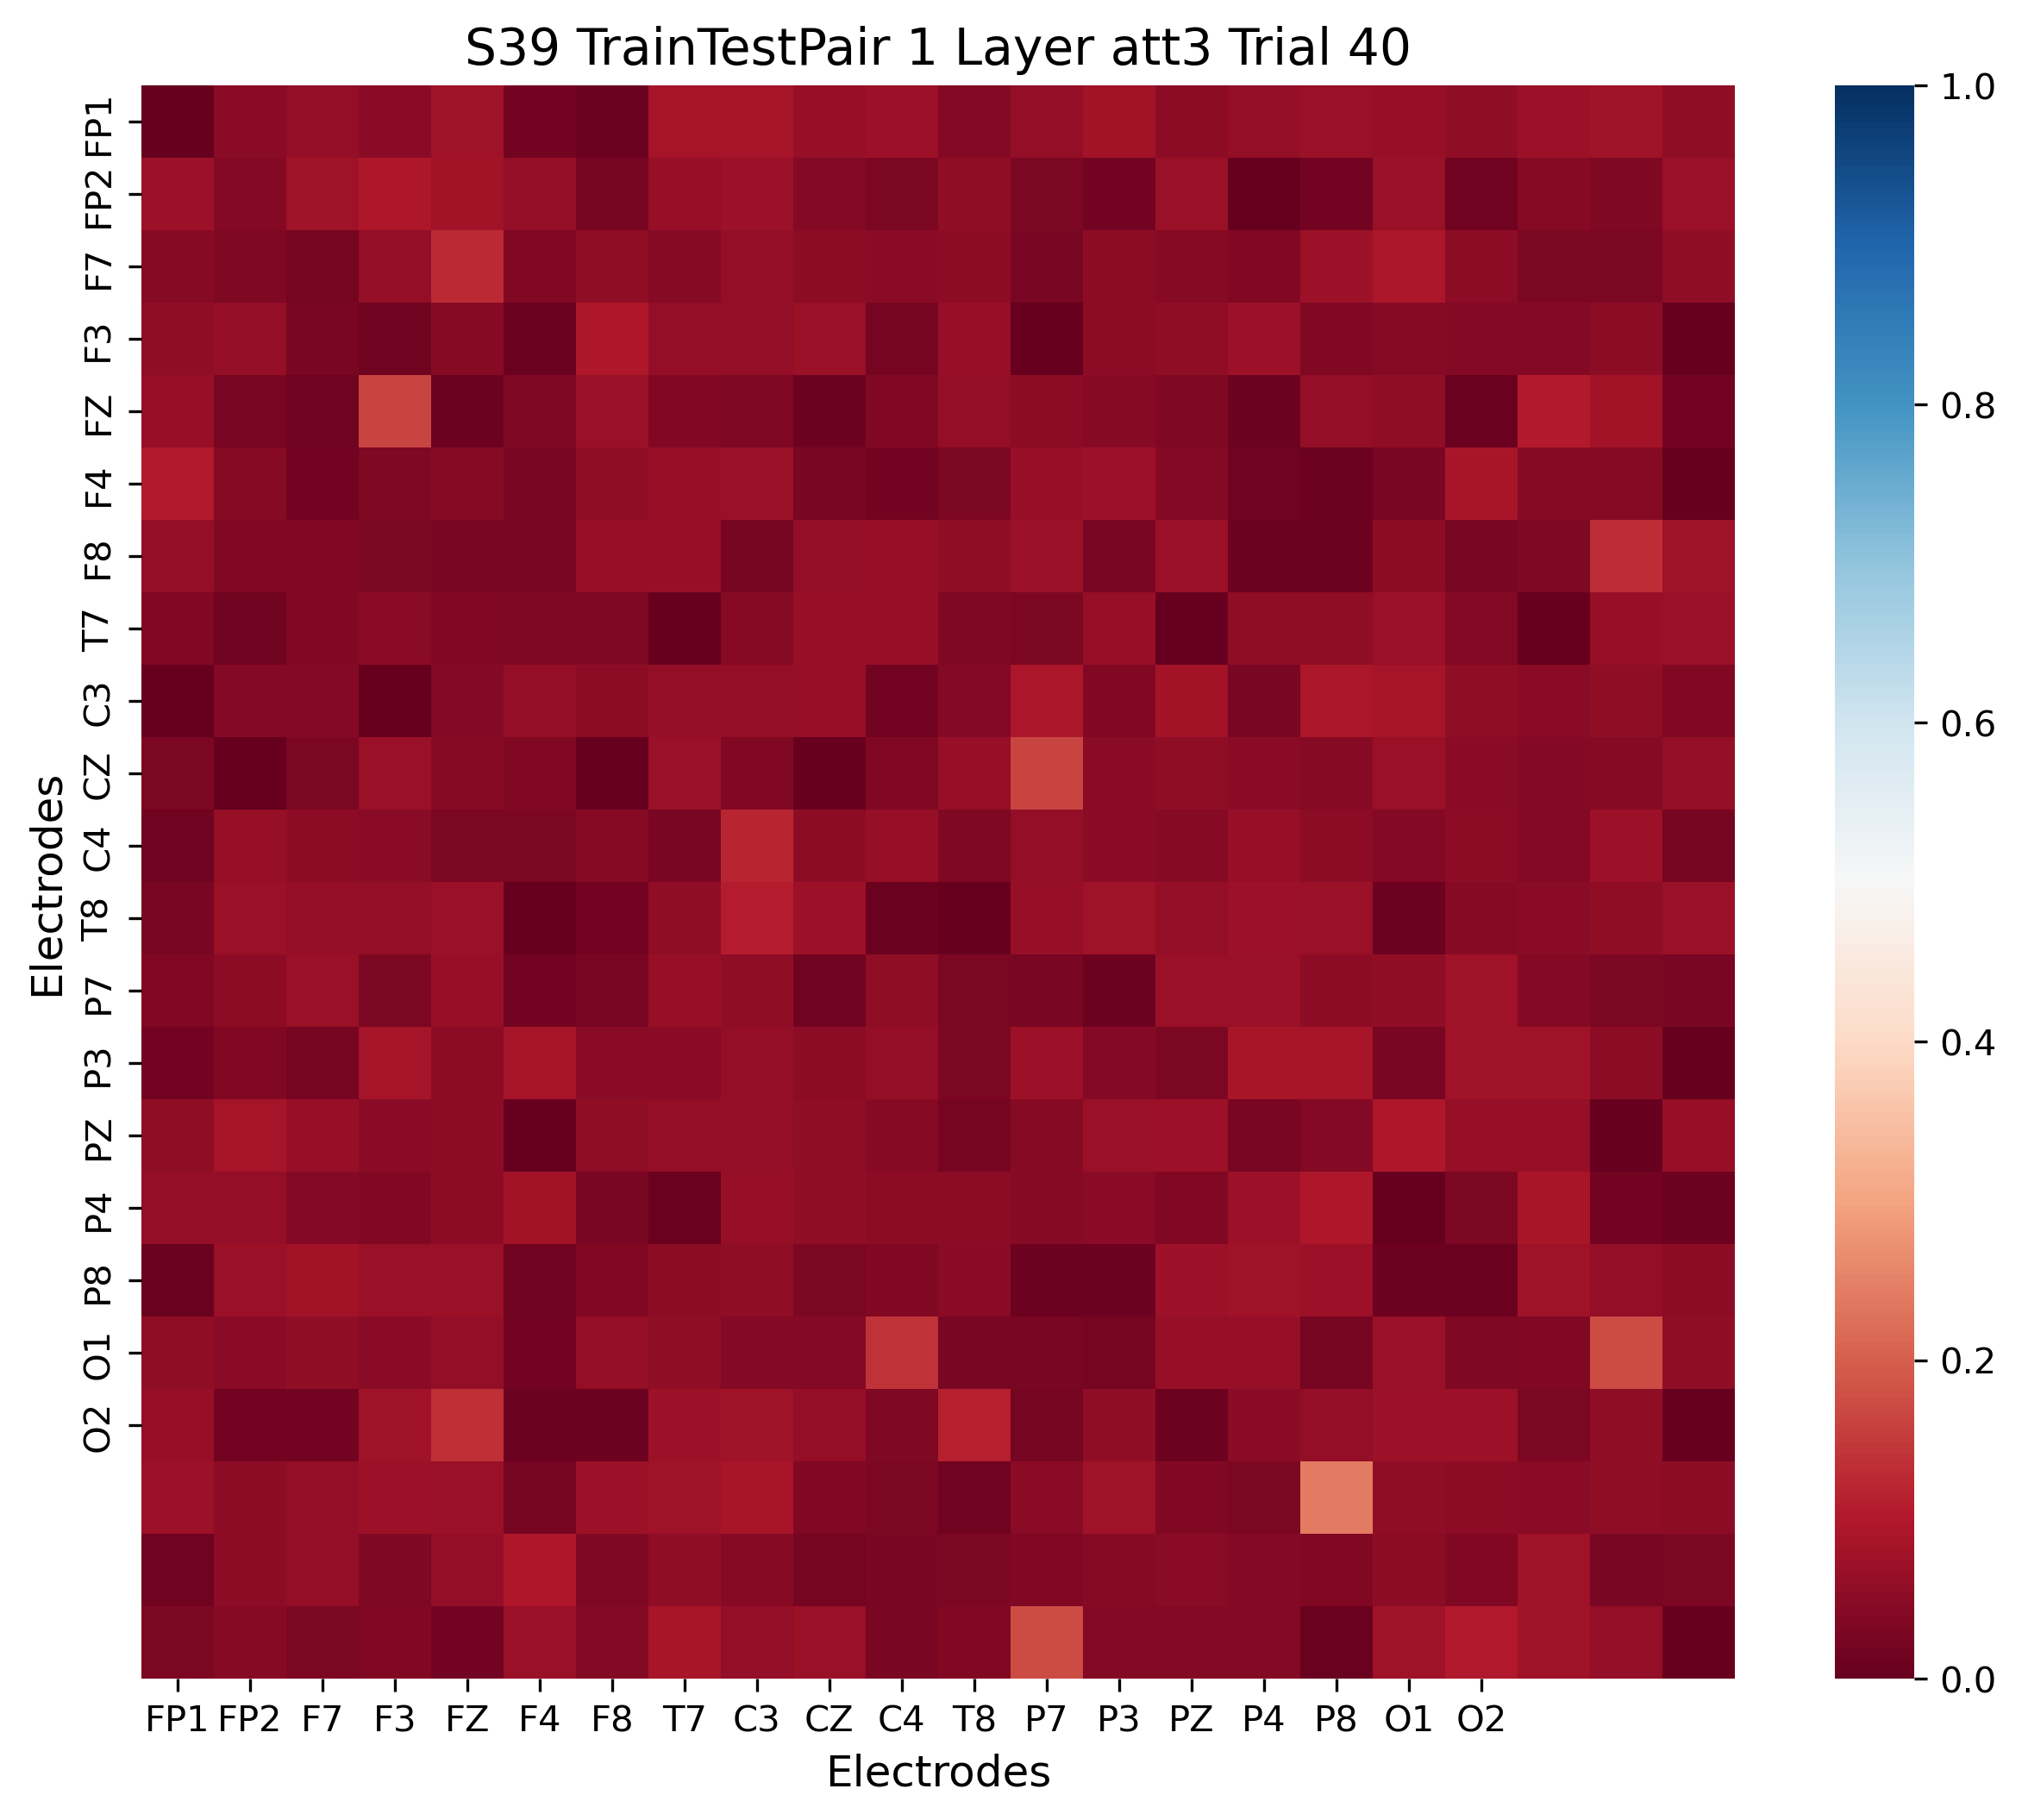 S39 TrainTestPair 1 Layer att3 Trial 40
Electrodes
FP1
FP2
F7
F3
FZ
F4
F8
T7
C3
CZ
C4
T8
P7
P3
PZ
P4
P8
O1
O2
FP1 FP2 F7 F3 FZ F4 F8 T7 C3 CZ C4 T8 P7 P3 PZ P4 P8 O1 O2
Electrodes
1.0
0.8
0.6
0.4
0.2
0.0